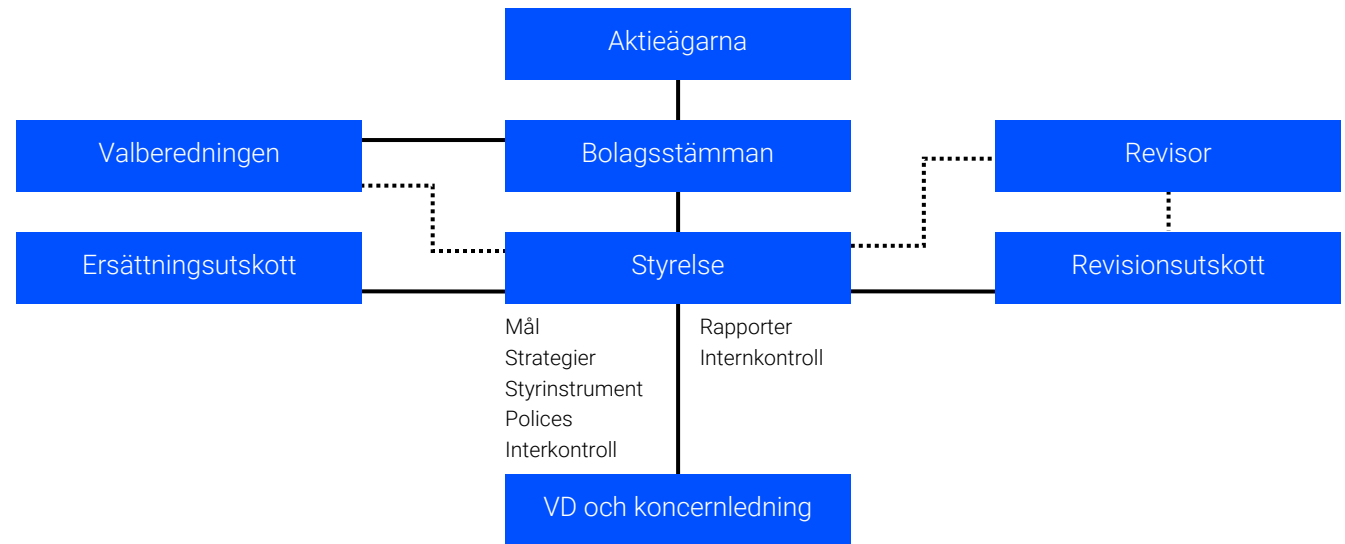 Aktieägarna
Valberedningen
Bolagsstämman
Revisor
Ersättningsutskott
Styrelse
Revisionsutskott
Mål
Strategier
Styrinstrument
Polices
Interkontroll
Rapporter
Internkontroll
VD och koncernledning